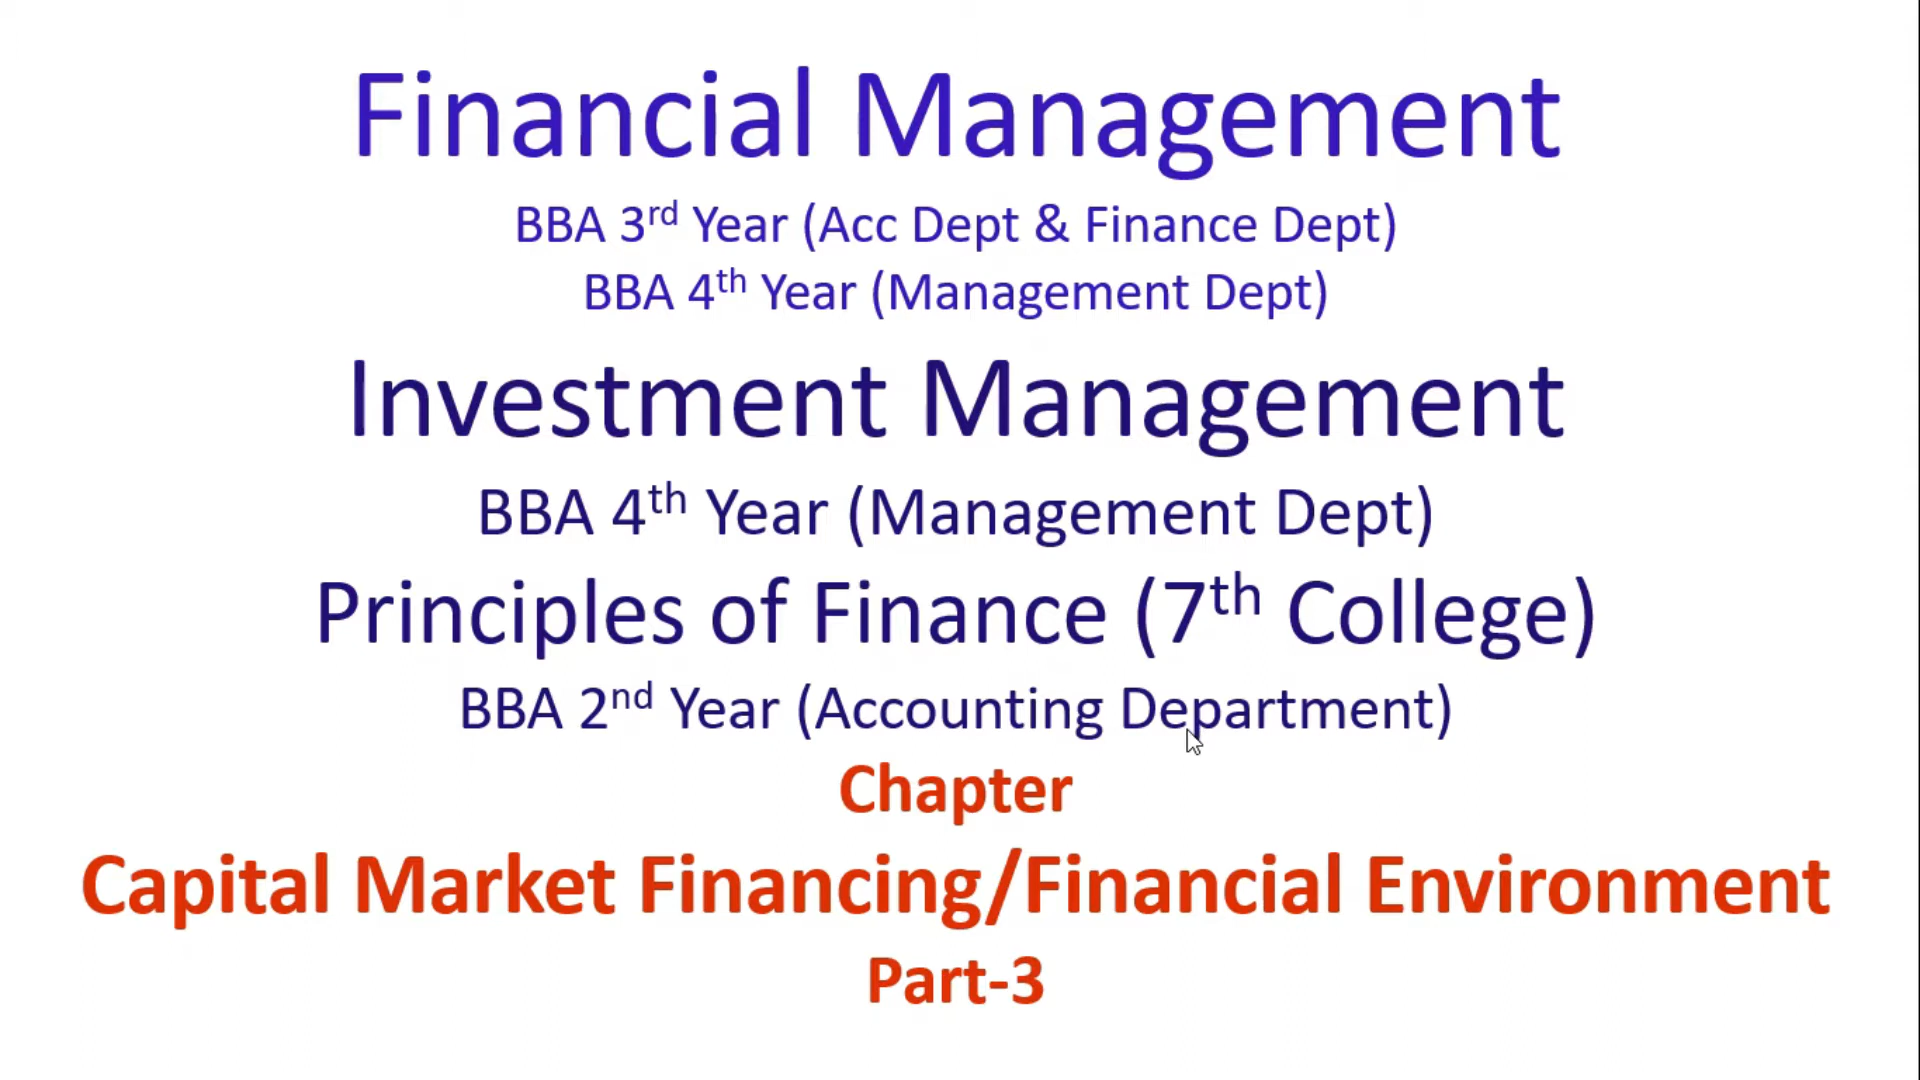 Financial Management
BBA 3rd Year (Acc Dept & Finance Dept)
BBA 4th Year (Management Dept)
Investment Management
BBA 4th Year (Management Dept)
Principles of Finance (7th College)
BBA 2nd Year (Accounting Department)
Chapter
Capital Market Financing/Financial Environment
Part-3